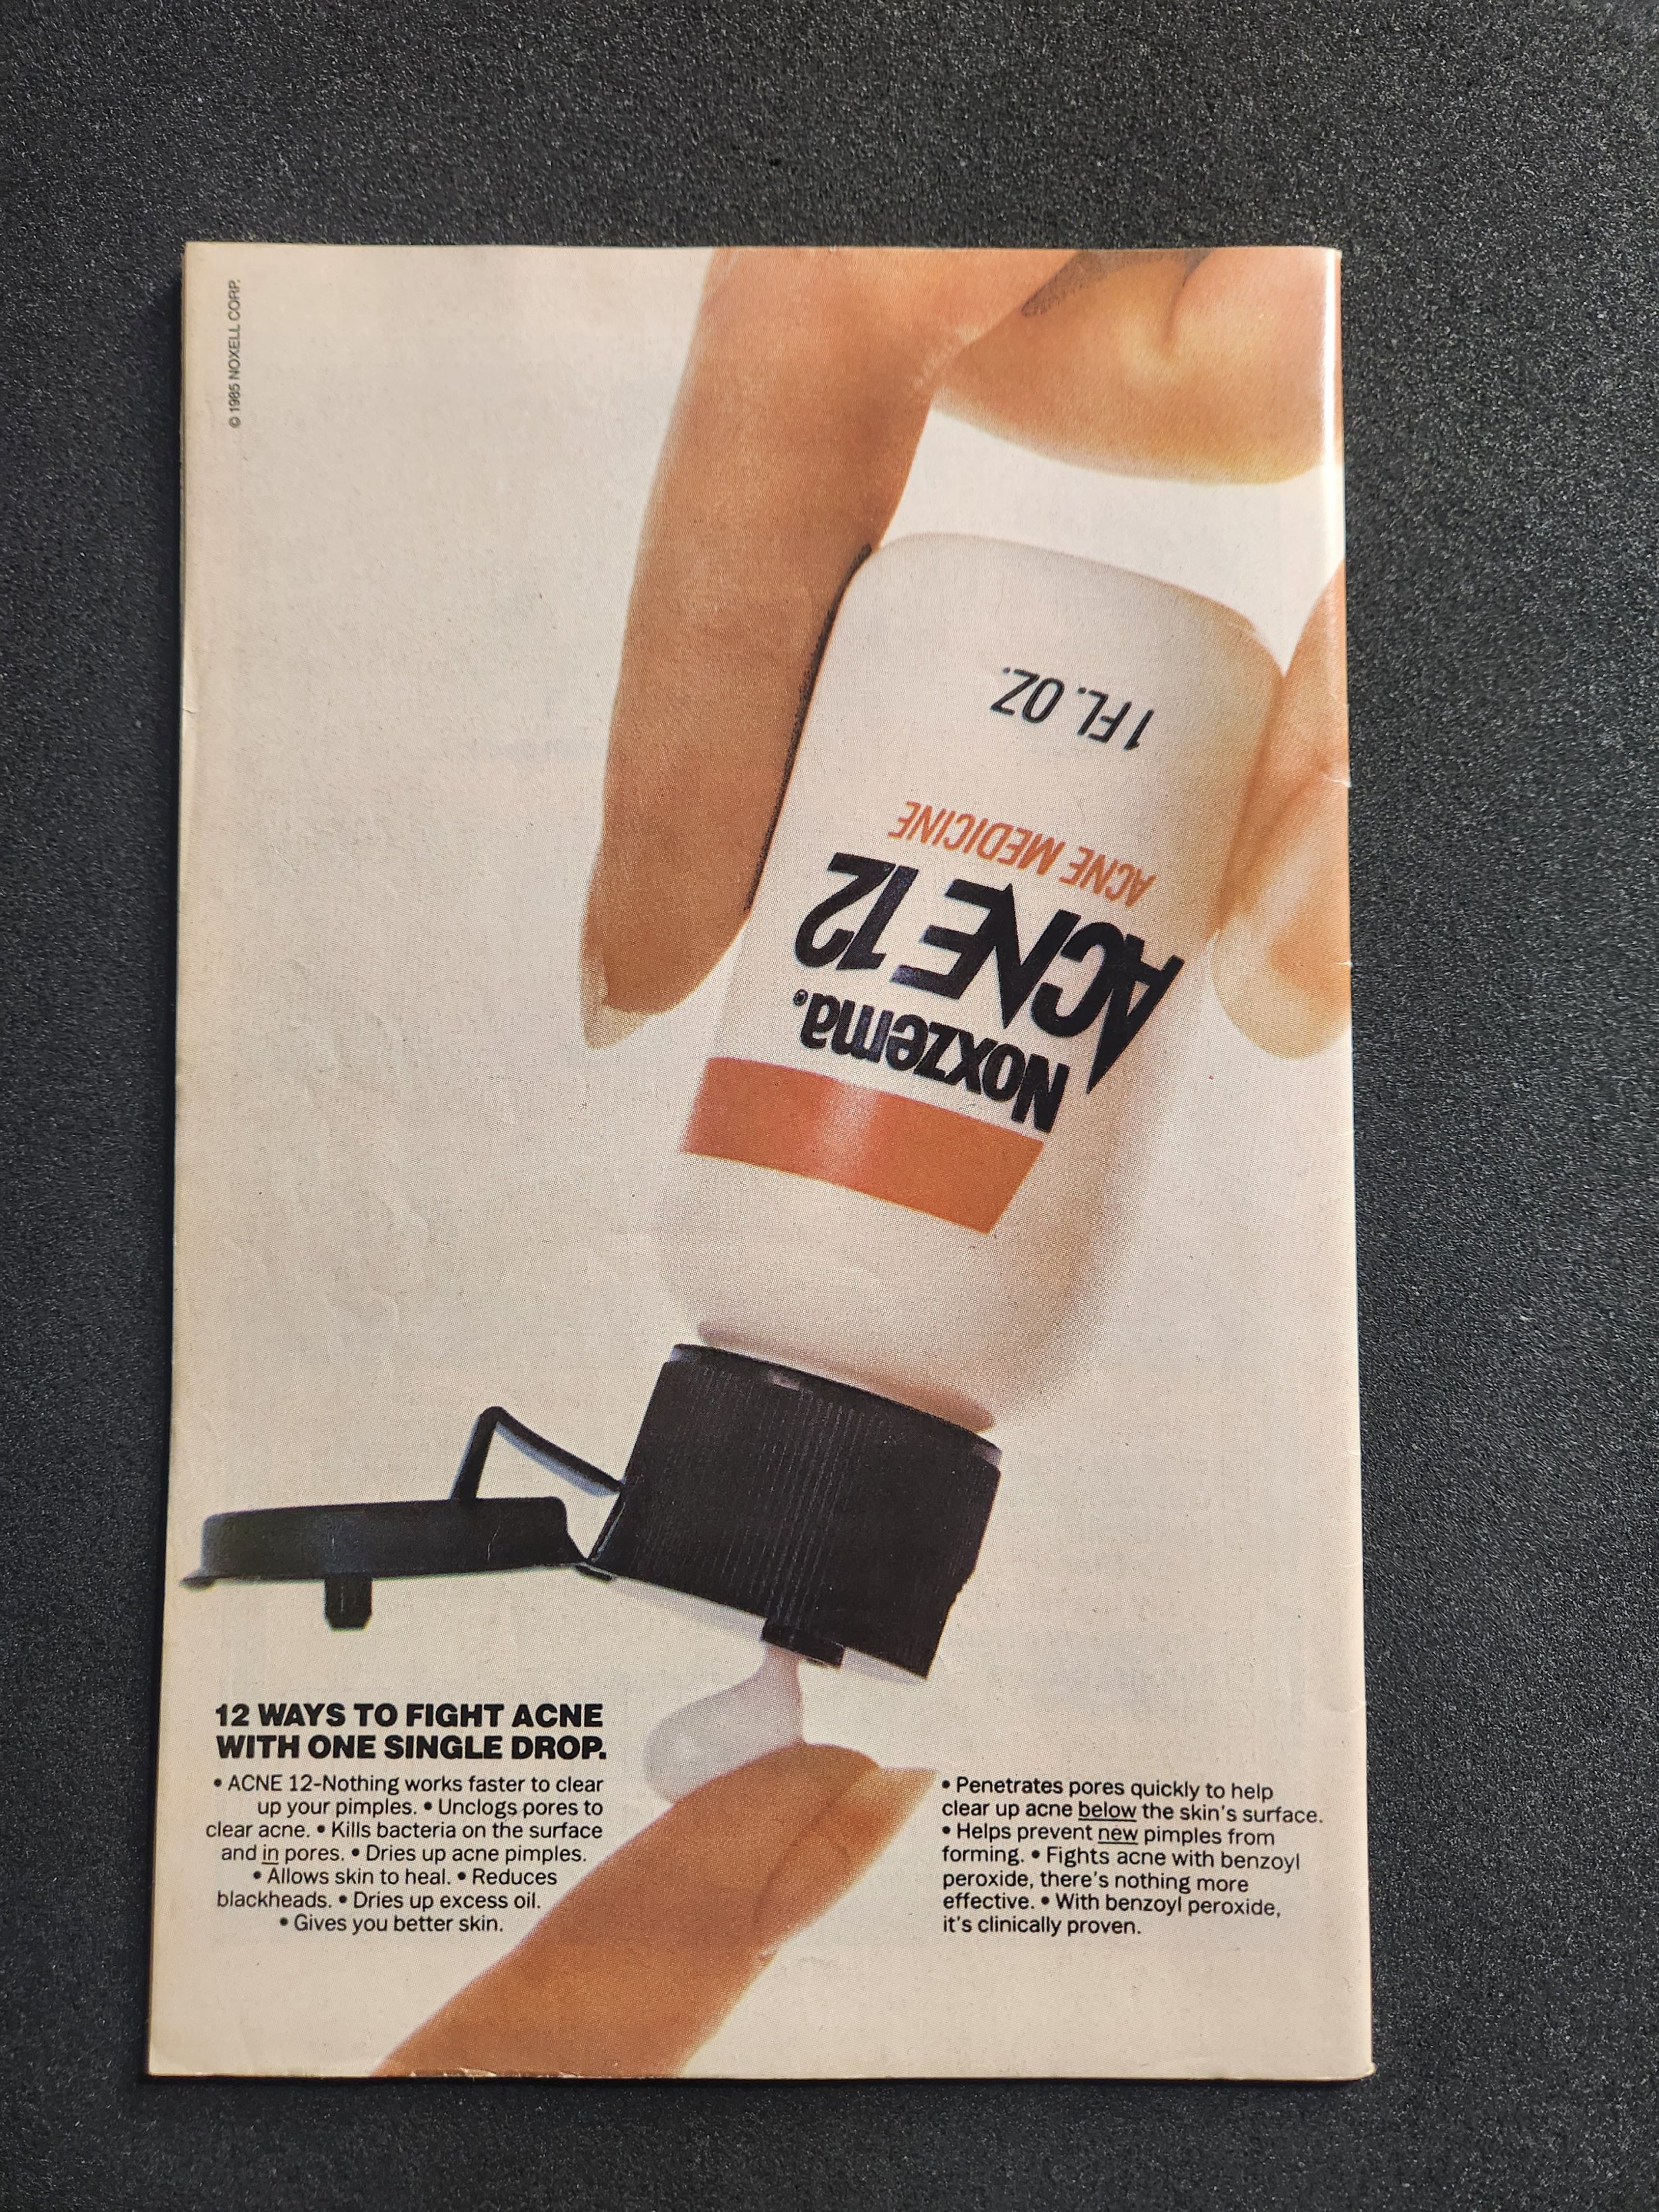 © 1985 NOXELL CORP.
1 FL. OZ.
ACNE MEDICINE
ACNE 12
Noxzema®
12 WAYS TO FIGHT ACNE
WITH ONE SINGLE DROP.
• ACNE 12-Nothing works faster to clear
up your pimples. • Unclogs pores to
clear acne. • Kills bacteria on the surface
and in pores. • Dries up acne pimples.
• Allows skin to heal. • Reduces
blackheads. • Dries up excess oil.
• Gives you better skin.
• Penetrates pores quickly to help
clear up acne below the skin's surface.
• Helps prevent new pimples from
forming. • Fights acne with benzoyl
peroxide, there's nothing more
effective. • With benzoyl peroxide,
it's clinically proven.